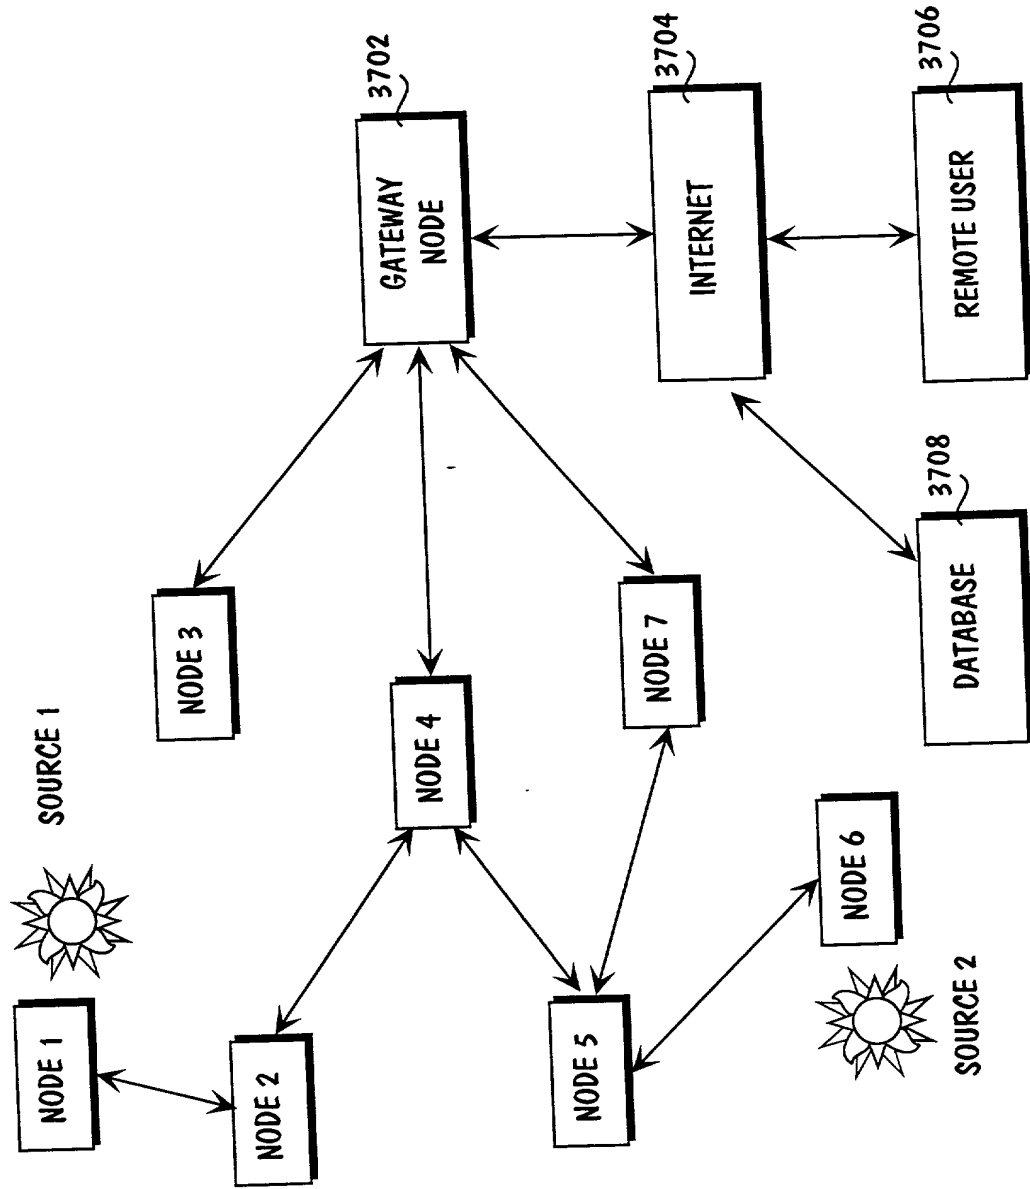 SOURCE 1
NODE 1
NODE 2
NODE 3
NODE 4
NODE 5
NODE 6
NODE 7
SOURCE 2
GATEWAY
NODE
3702
INTERNET
3704
REMOTE USER
3706
DATABASE
3708